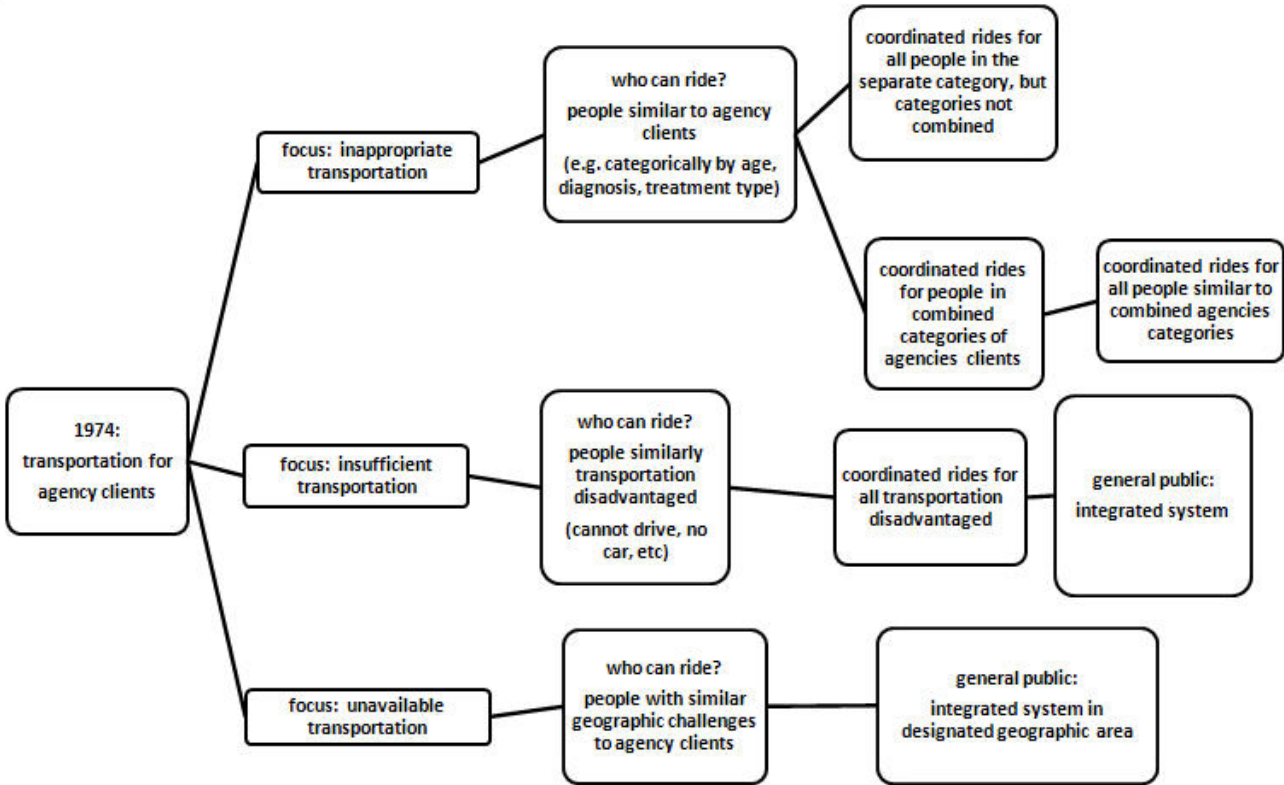 1974:
transportation for
agency clients
focus: inappropriate
transportation
who can ride?
people similar to agency
clients
(e.g. categorically by age,
diagnosis, treatment type)
coordinated rides for
all people in the
separate category, but
categories not
combined
coordinated rides
for people in
combined
categories of
agencies clients
coordinated rides for
all people similar to
combined agencies
categories
focus: insufficient
transportation
who can ride?
people similarly
transportation
disadvantaged
(cannot drive, no
car, etc)
coordinated rides for
all transportation
disadvantaged
general public:
integrated system
focus: unavailable
transportation
who can ride?
people with similar
geographic challenges
to agency clients
general public:
integrated system in
designated geographic area